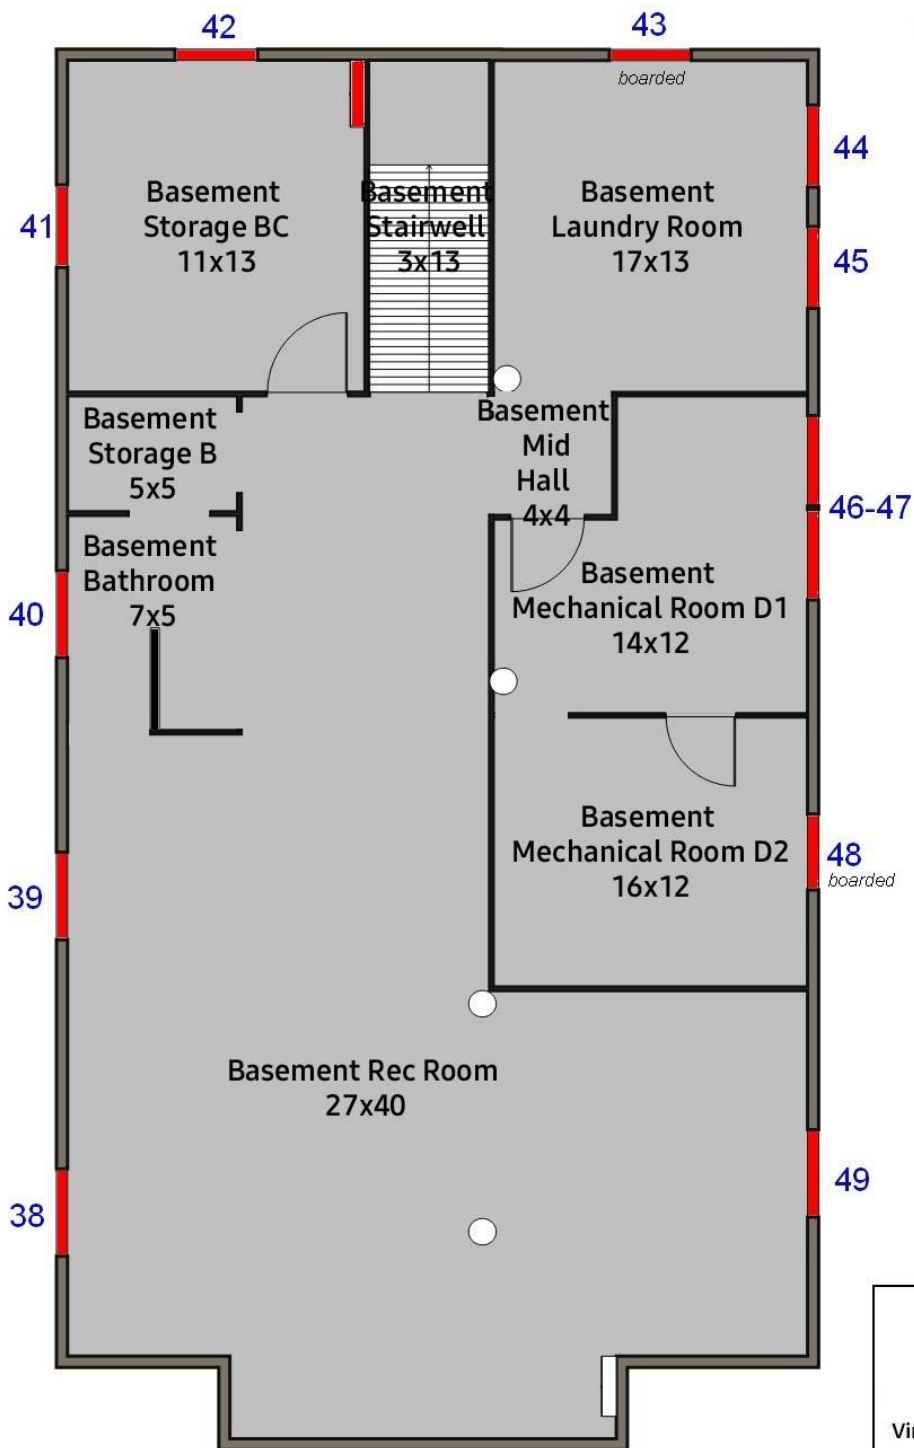 42
43
boarded
44
Basement
Storage BC
11x13
Basement
Stairwell
3x13
Basement
Laundry Room
17x13
41
45
Basement
Storage B
5x5
Basement
Mid
Hall
4x4
46-47
Basement
Bathroom
7x5
40
Basement
Mechanical Room D1
14x12
Basement
Mechanical Room D2
16x12
48
boarded
39
Basement Rec Room
27x40
49
38